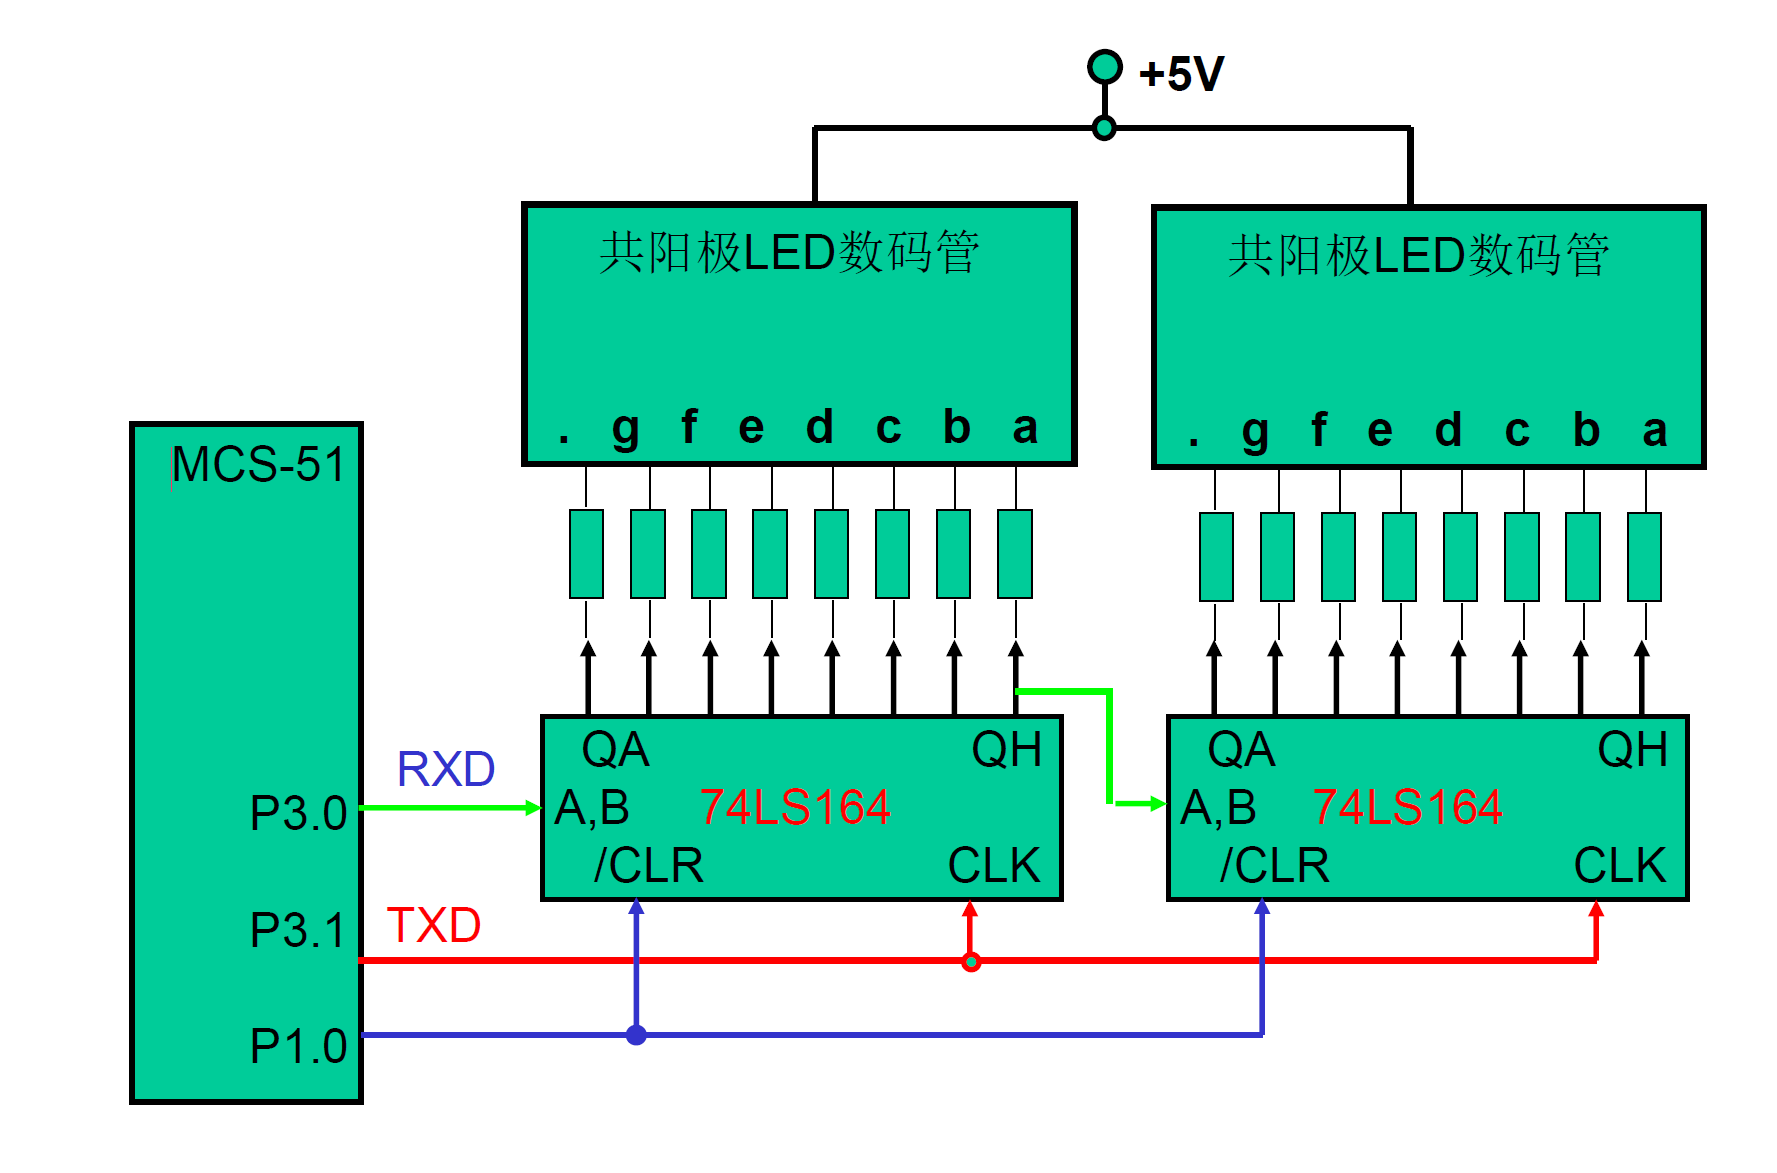 +5V
共阳极LED数码管
. g f e d c b a
共阳极LED数码管
. g f e d c b a
MCS-51
P3.0
P3.1
P1.0
RXD
TXD
QA QH
A,B 74LS164
/CLR CLK
QA QH
A,B 74LS164
/CLR CLK